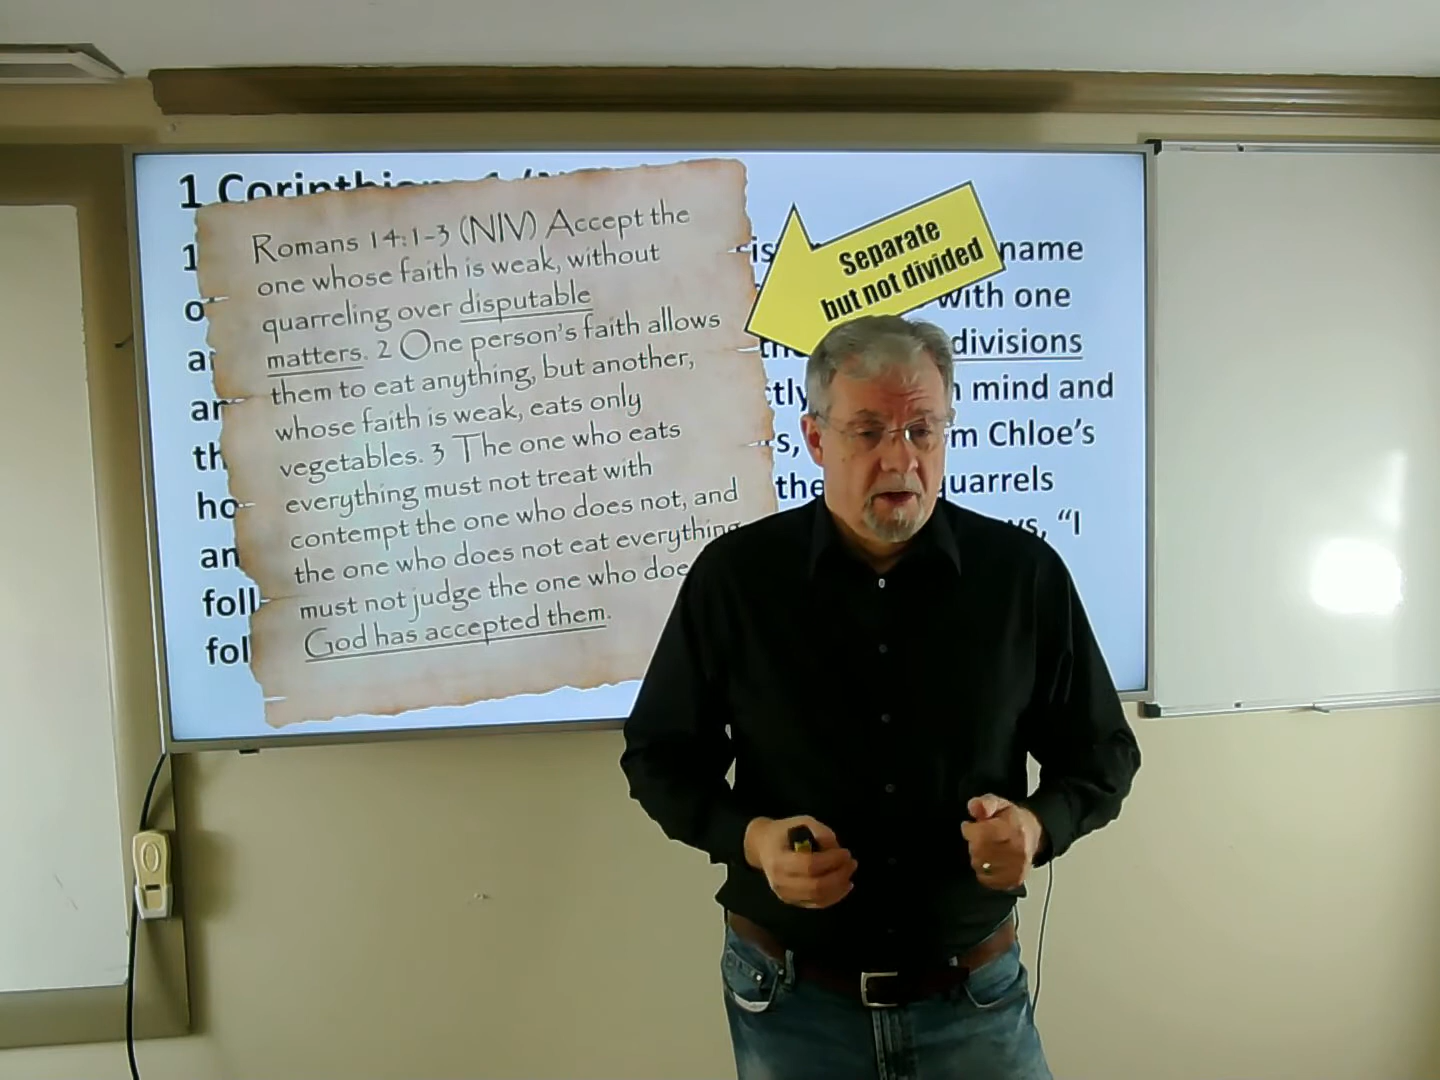 1 Corinthians 1
Romans 14:1-3 (NIV) Accept the
one whose faith is weak, without
quarreling over disputable
matters. 2 One person's faith allows
them to eat anything, but another,
whose faith is weak, eats only
vegetables. 3 The one who eats
everything must not treat with
contempt the one who does not, and
the one who does not eat everything
must not judge the one who
God has accepted them.
Separate
but not divided
name
with one
divisions
mind and
Chloe's
quarrels
"I